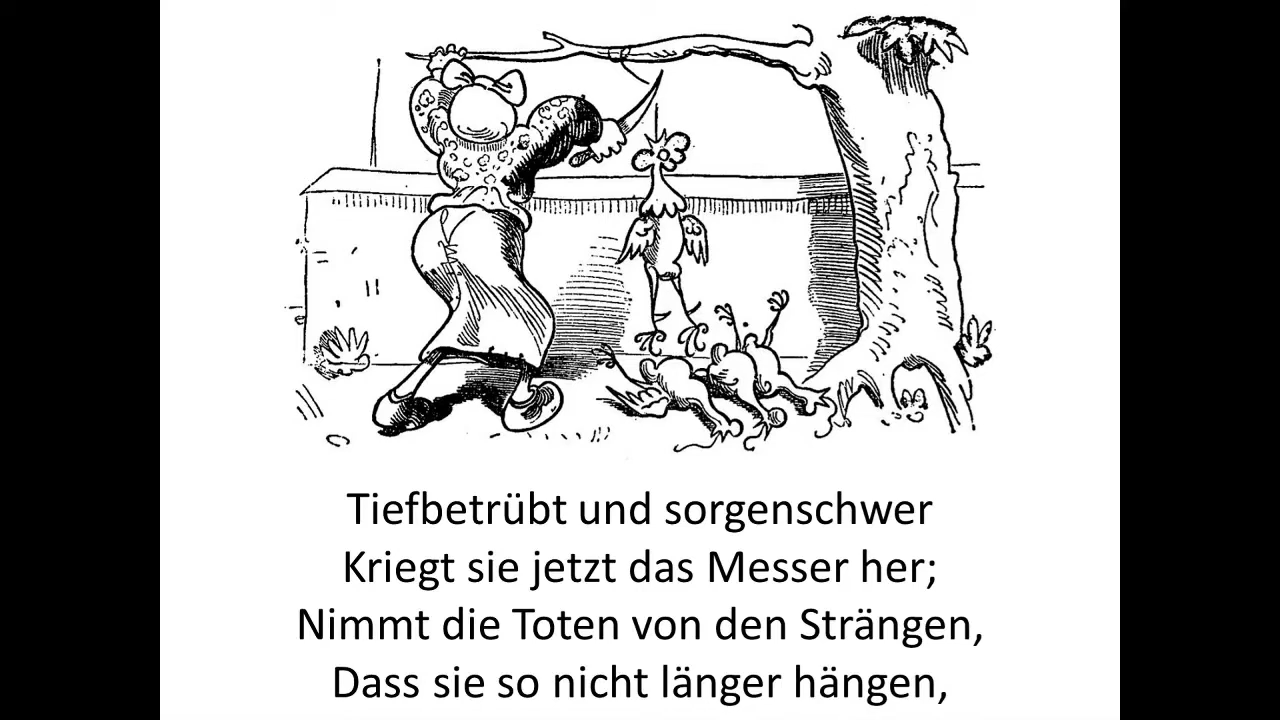 Tiefbetrübt und sorgenschwer
Kriegt sie jetzt das Messer her;
Nimmt die Toten von den Strängen,
Dass sie so nicht länger hängen,